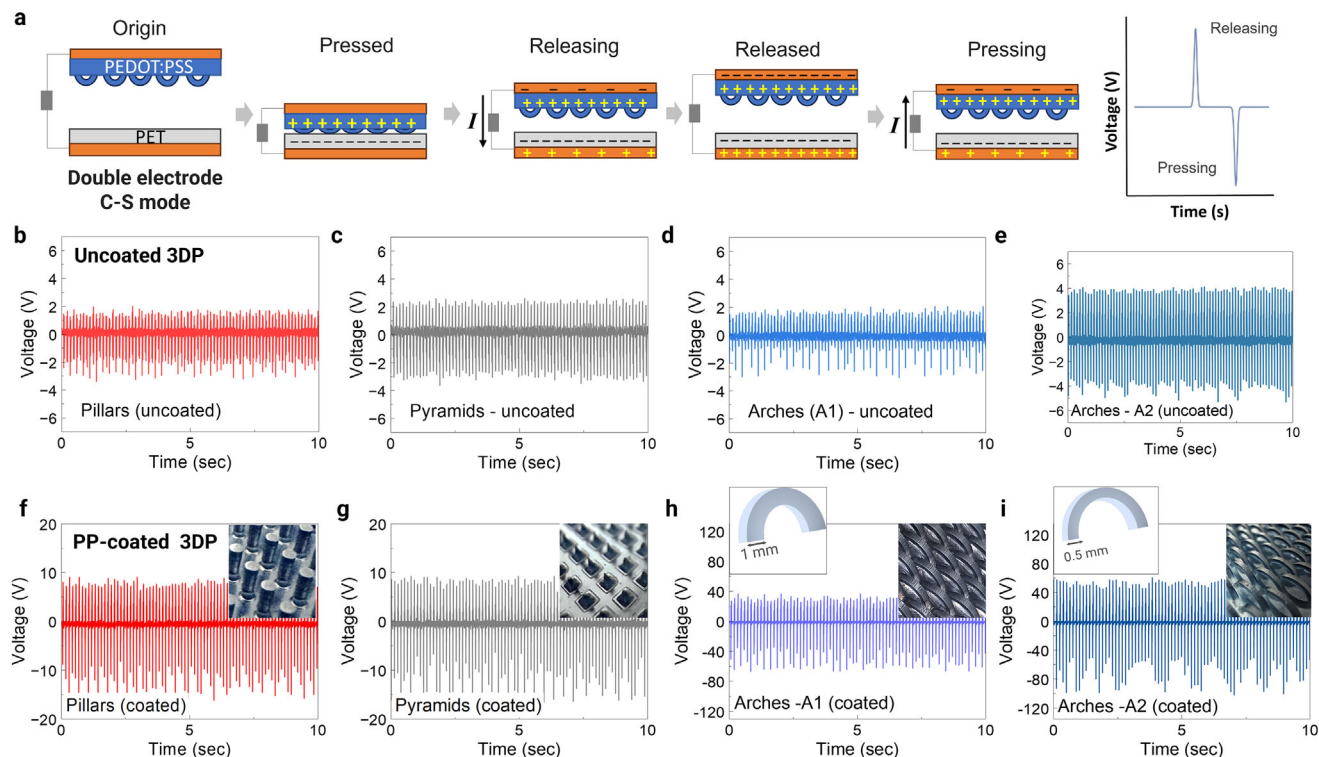 a
Origin
Pressed
Releasing
Released
Pressing
PEDOT:PSS
PET
I
I
Double electrode
C-S mode
Voltage (V)
Releasing
Pressing
Time (s)
b
Uncoated 3DP
Voltage (V)
6
4
2
0
−2
−4
−6
Pillars (uncoated)
0
5
10
Time (sec)
c
Voltage (V)
6
4
2
0
−2
−4
−6
Pyramids - uncoated
0
5
10
Time (sec)
d
Voltage (V)
6
4
2
0
−2
−4
−6
Arches (A1) - uncoated
0
5
10
Time (sec)
e
Voltage (V)
6
4
2
0
−2
−4
−6
Arches - A2 (uncoated)
0
5
10
Time (sec)
f
PP-coated 3DP
Voltage (V)
20
10
0
−10
−20
Pillars (coated)
0
5
10
Time (sec)
g
Voltage (V)
20
10
0
−10
−20
Pyramids (coated)
0
5
10
Time (sec)
h
1 mm
Voltage (V)
120
80
40
0
-40
-80
-120
Arches -A1 (coated)
0
5
10
Time (sec)
i
0.5 mm
Voltage (V)
120
80
40
0
-40
-80
-120
Arches -A2 (coated)
0
5
10
Time (sec)